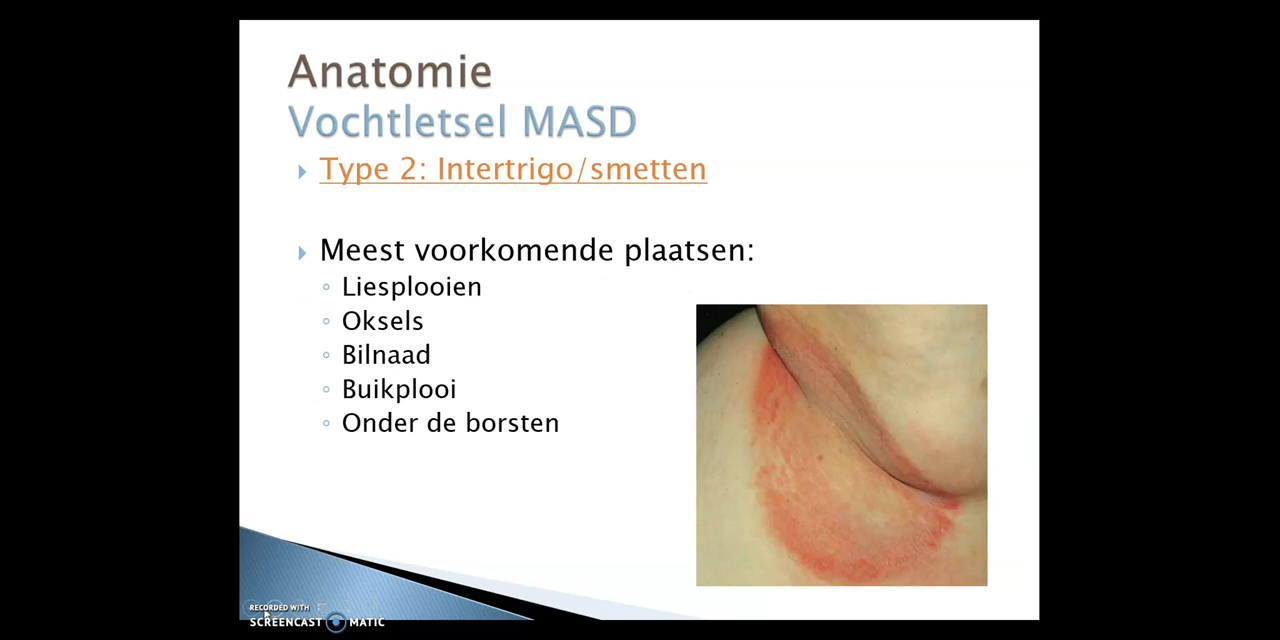 Anatomie
Vochtletsel MASD
Type 2: Intertrigo/smetten
Meest voorkomende plaatsen:
Liesplooien
Oksels
Bilnaad
Buikplooi
Onder de borsten
RECORDED WITH
SCREENCAST MATIC